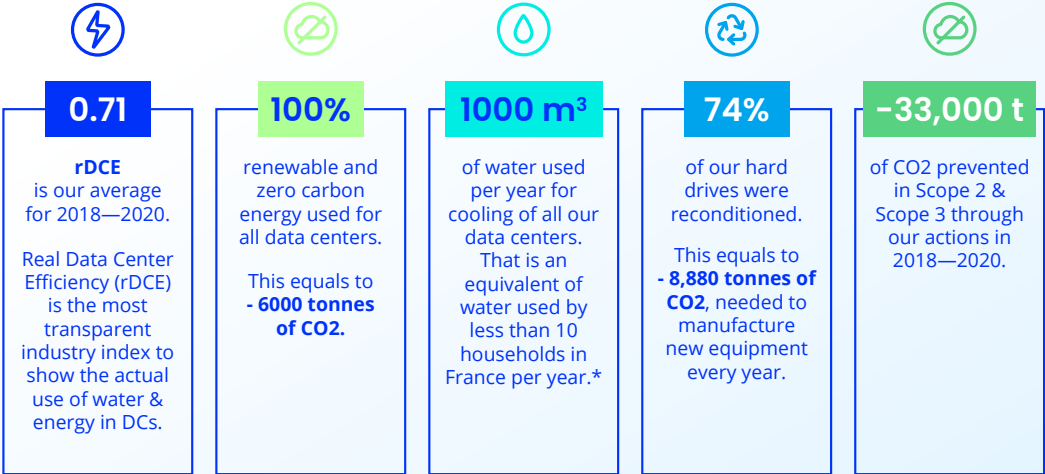 0.71
rDCE
is our average
for 2018—2020.
Real Data Center
Efficiency (rDCE)
is the most
transparent
industry index to
show the actual
use of water &
energy in DCs.
100%
renewable and
zero carbon
energy used for
all data centers.
This equals to
- 6000 tonnes
of CO2.
1000 m³
of water used
per year for
cooling of all our
data centers.
That is an
equivalent of
water used by
less than 10
households in
France per year.*
74%
of our hard
drives were
reconditioned.
This equals to
- 8,880 tonnes of
CO2, needed to
manufacture
new equipment
every year.
−33,000 t
of CO2 prevented
in Scope 2 &
Scope 3 through
our actions in
2018—2020.